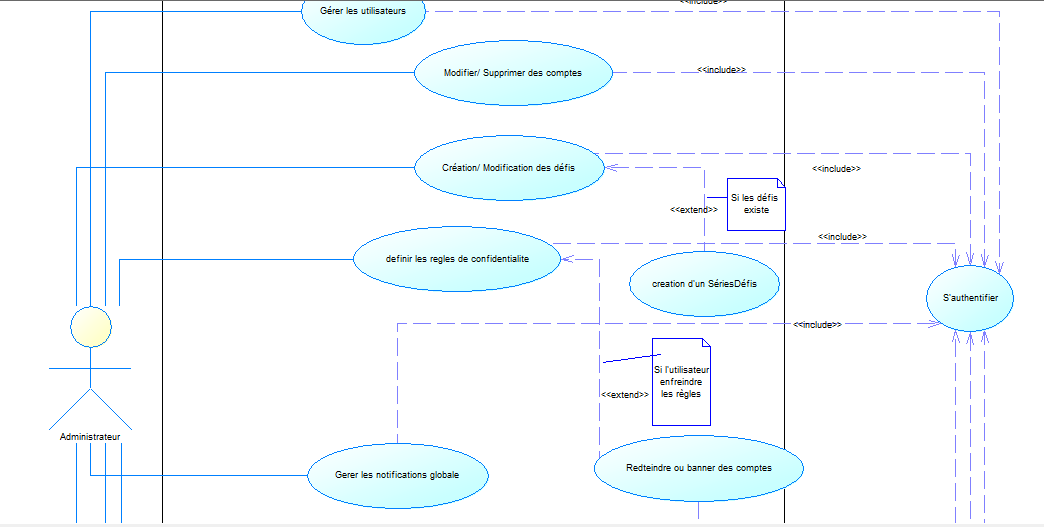 <<include>>
Gérer les utilisateurs
Modifier/ Supprimer des comptes
<<include>>
Création/ Modification des défis
<<include>>
Si les défis
existe
<<extend>>
<<include>>
definir les regles de confidentialite
creation d'un SériesDéfis
S'authentifier
<<include>>
Si l'utilisateur
enfreindre
les règles
<<extend>>
Administrateur
Gerer les notifications globale
Redteindre ou banner des comptes